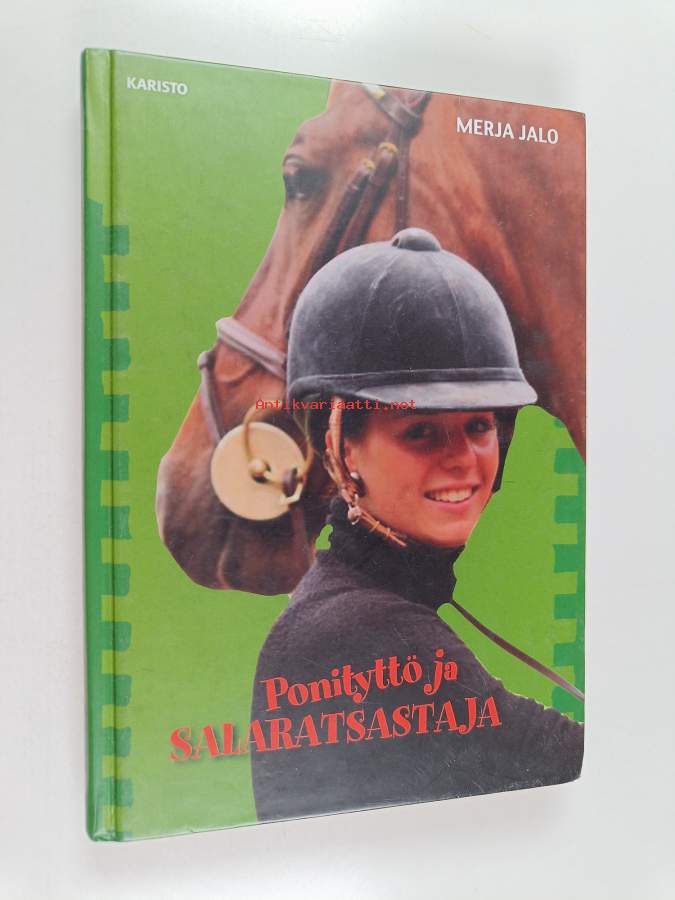 KARISTO
MERJA JALO
Antikvariaatti.net
Ponityttö ja
SALARATSASTAJA